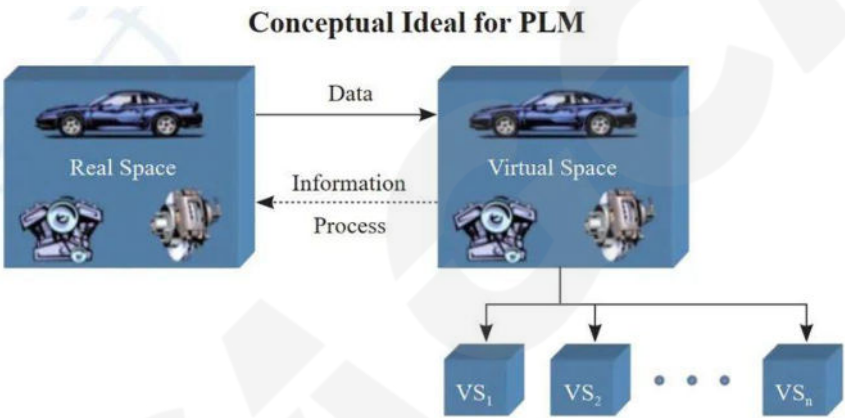 Conceptual Ideal for PLM
Data
Real Space
Virtual Space
Information
Process
VS₁
VS₂
VSₙ